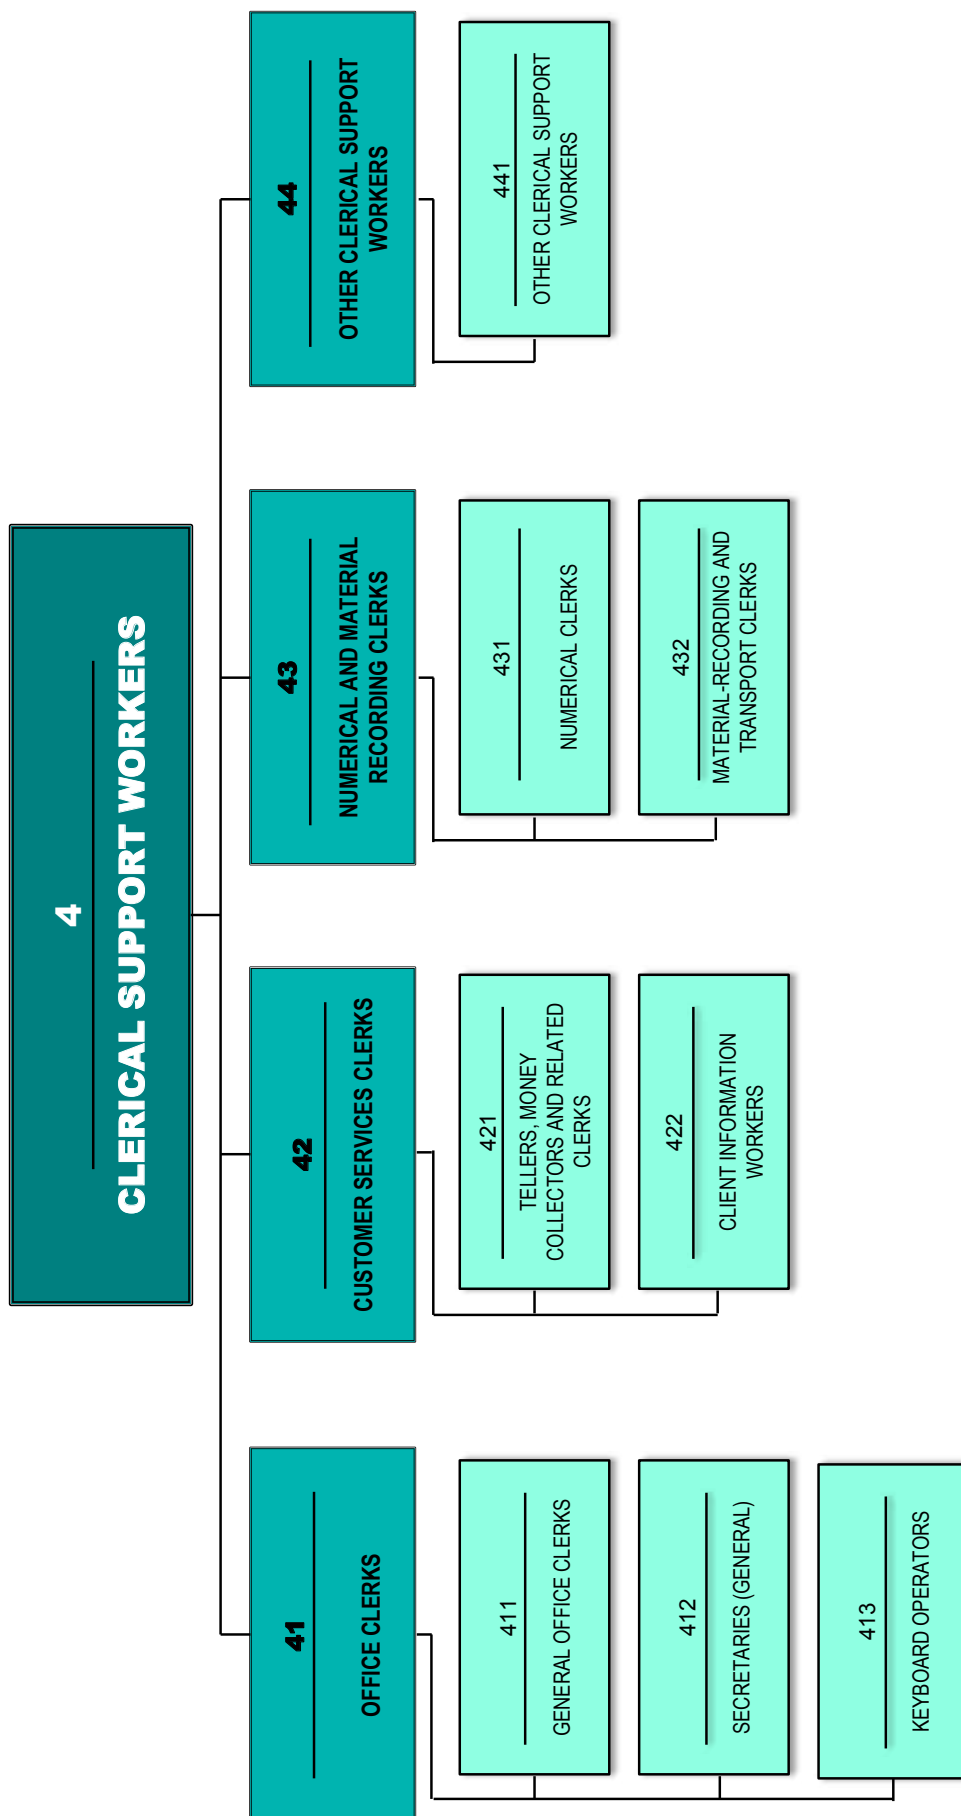 4
CLERICAL SUPPORT WORKERS
41
OFFICE CLERKS
411
GENERAL OFFICE CLERKS
412
SECRETARIES (GENERAL)
413
KEYBOARD OPERATORS
42
CUSTOMER SERVICES CLERKS
421
TELLERS, MONEY
COLLECTORS AND RELATED
CLERKS
422
CLIENT INFORMATION
WORKERS
43
NUMERICAL AND MATERIAL
RECORDING CLERKS
431
NUMERICAL CLERKS
432
MATERIAL-RECORDING AND
TRANSPORT CLERKS
44
OTHER CLERICAL SUPPORT
WORKERS
441
OTHER CLERICAL SUPPORT
WORKERS